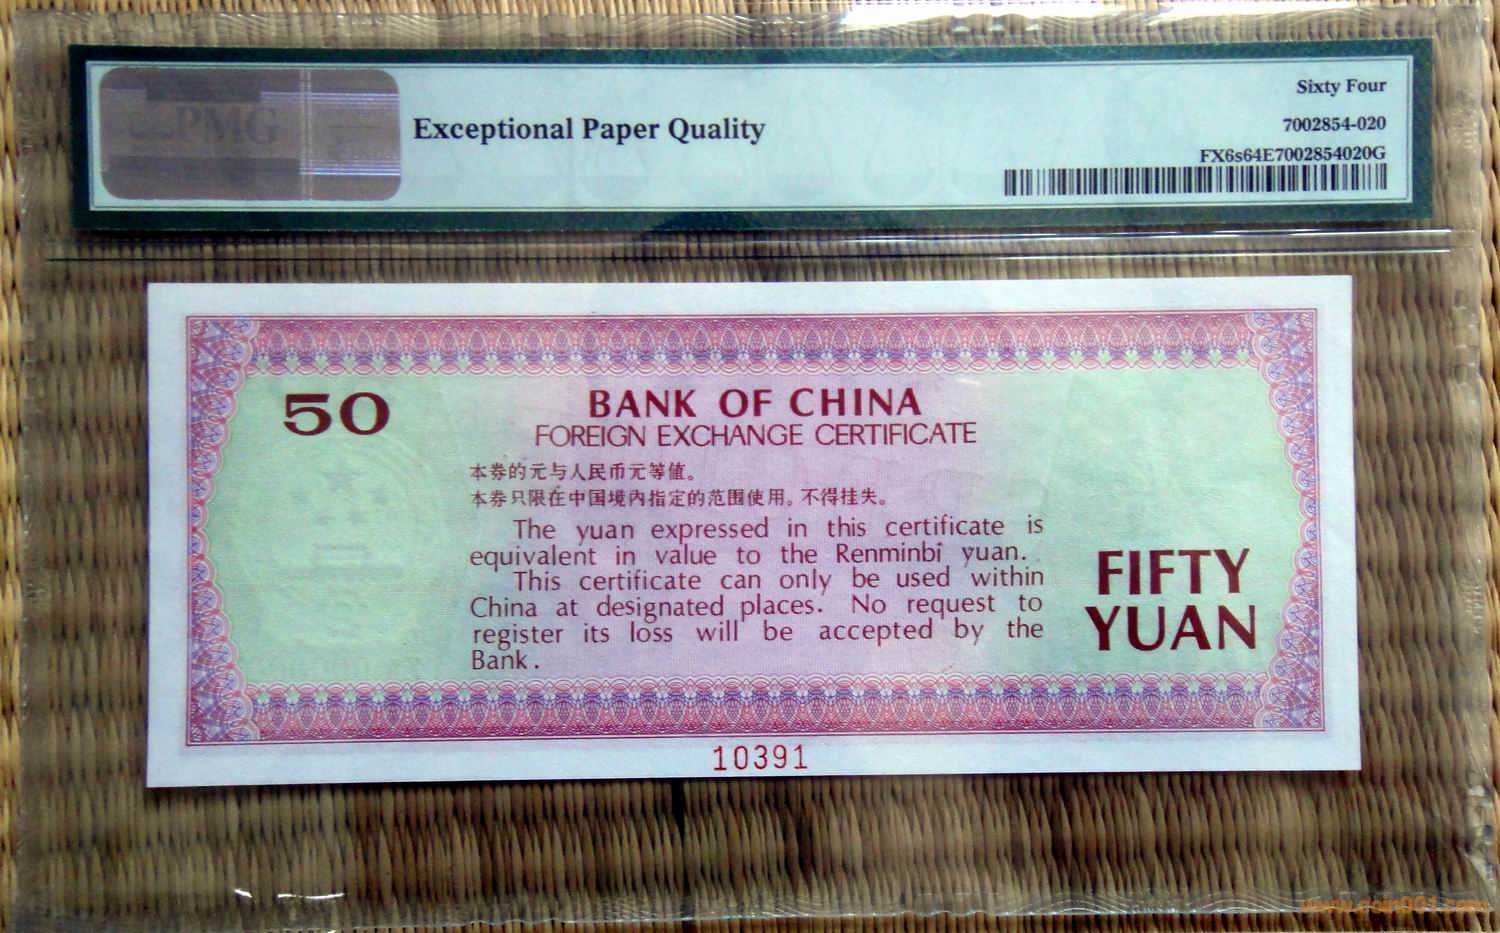 PMG
Exceptional Paper Quality
Sixty Four
7002854-020
FX6s64E7002854020G
50
BANK OF CHINA
FOREIGN EXCHANGE CERTIFICATE
本券的元与人民币元等值。
本券只限在中国境内指定的范围使用。不得挂失。
The yuan expressed in this certificate is
equivalent in value to the Renminbi yuan.
This certificate can only be used within
China at designated places. No request to
register its loss will be accepted by the
Bank.
FIFTY
YUAN
10391
www.coin001.com